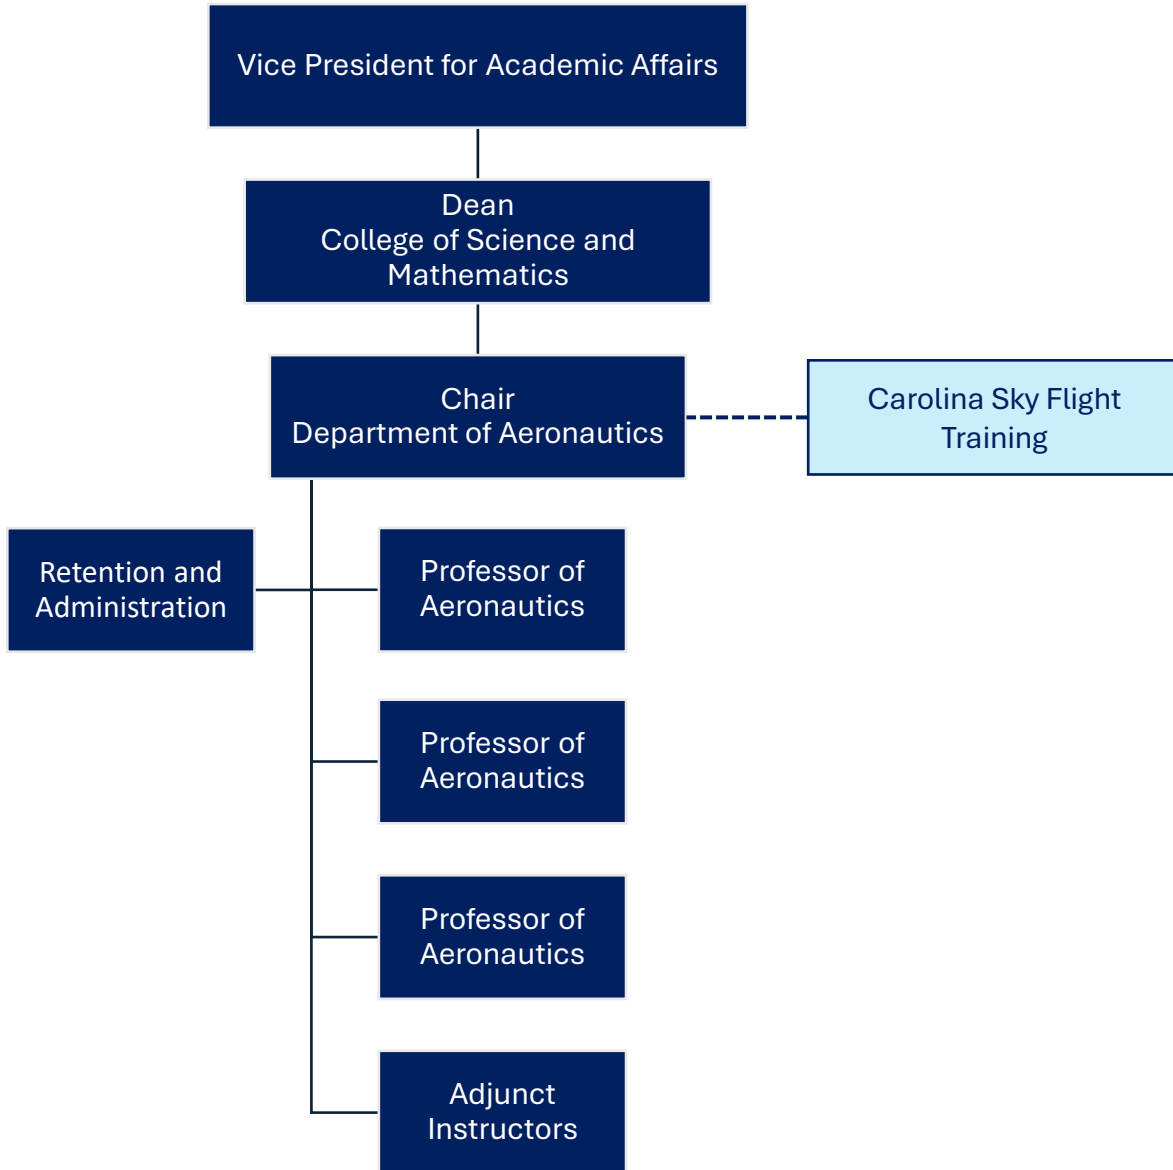 Vice President for Academic Affairs
Dean
College of Science and
Mathematics
Chair
Department of Aeronautics
Carolina Sky Flight
Training
Retention and
Administration
Professor of
Aeronautics
Professor of
Aeronautics
Professor of
Aeronautics
Adjunct
Instructors